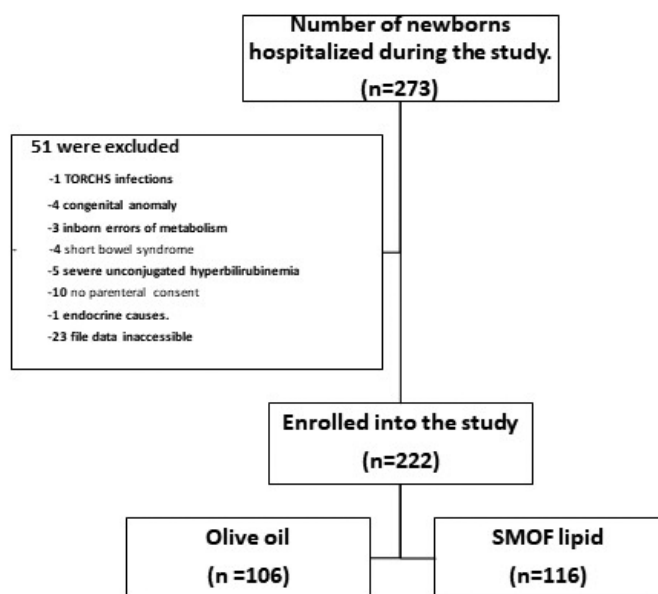 Number of newborns
hospitalized during the study.
(n=273)
51 were excluded
-1 TORCHS infections
-4 congenital anomaly
-3 inborn errors of metabolism
-4 short bowel syndrome
-5 severe unconjugated hyperbilirubinemia
-10 no parenteral consent
-1 endocrine causes.
-23 file data inaccessible
Enrolled into the study
(n=222)
Olive oil
(n =106)
SMOF lipid
(n=116)